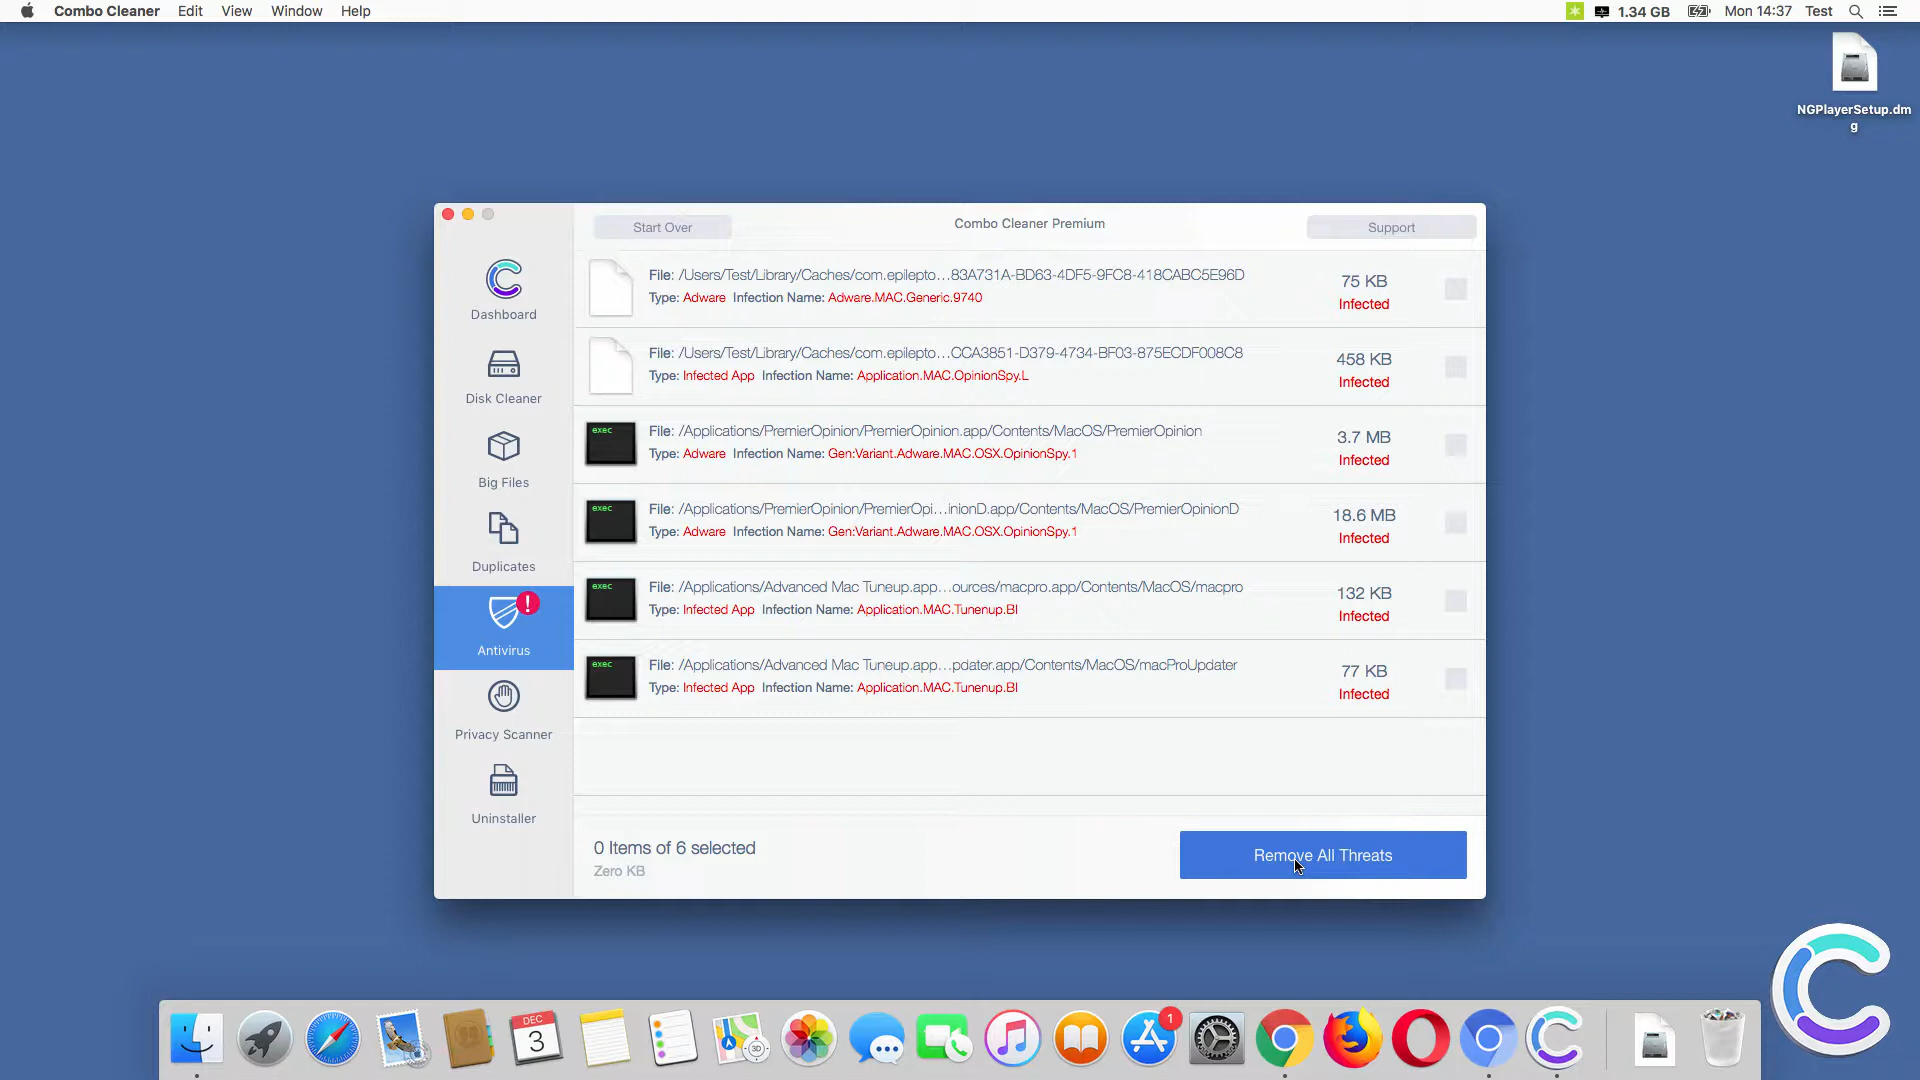 Combo Cleaner Edit View Window Help 1.34 GB Mon 14:37 Test
NGPlayerSetup.dm
g
Start Over
Combo Cleaner Premium
Support
Dashboard
Disk Cleaner
Big Files
Duplicates
!
Antivirus
Privacy Scanner
Uninstaller
File: /Users/Test/Library/Caches/com.epilepto...83A731A-BD63-4DF5-9FC8-418CABC5E96D
Type: Adware Infection Name: Adware.MAC.Generic.9740
75 KB
Infected
File: /Users/Test/Library/Caches/com.epilepto...CCA3851-D379-4734-BF03-875ECDF008C8
Type: Infected App Infection Name: Application.MAC.OpinionSpy.L
458 KB
Infected
exec
File: /Applications/PremierOpinion/PremierOpinion.app/Contents/MacOS/PremierOpinion
Type: Adware Infection Name: Gen:Variant.Adware.MAC.OSX.OpinionSpy.1
3.7 MB
Infected
exec
File: /Applications/PremierOpinion/PremierOpi...inionD.app/Contents/MacOS/PremierOpinionD
Type: Adware Infection Name: Gen:Variant.Adware.MAC.OSX.OpinionSpy.1
18.6 MB
Infected
exec
File: /Applications/Advanced Mac Tuneup.app...ources/macpro.app/Contents/MacOS/macpro
Type: Infected App Infection Name: Application.MAC.Tunenup.BI
132 KB
Infected
exec
File: /Applications/Advanced Mac Tuneup.app...pdater.app/Contents/MacOS/macProUpdater
Type: Infected App Infection Name: Application.MAC.Tunenup.BI
77 KB
Infected
0 Items of 6 selected
Zero KB
Remove All Threats
DEC
3
3D
1